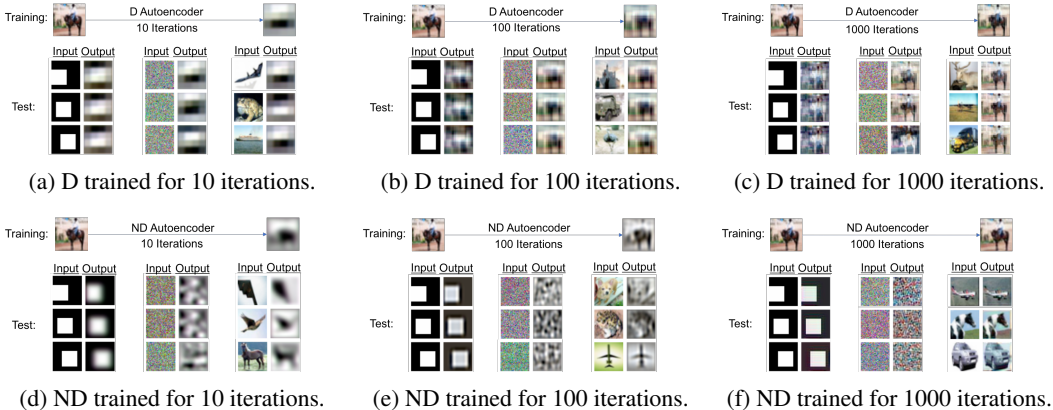 Training: D Autoencoder 10 Iterations
Input Output Input Output Input Output
Test:
(a) D trained for 10 iterations.
Training: D Autoencoder 100 Iterations
Input Output Input Output Input Output
Test:
(b) D trained for 100 iterations.
Training: D Autoencoder 1000 Iterations
Input Output Input Output Input Output
Test:
(c) D trained for 1000 iterations.
Training: ND Autoencoder 10 Iterations
Input Output Input Output Input Output
Test:
(d) ND trained for 10 iterations.
Training: ND Autoencoder 100 Iterations
Input Output Input Output Input Output
Test:
(e) ND trained for 100 iterations.
Training: ND Autoencoder 1000 Iterations
Input Output Input Output Input Output
Test:
(f) ND trained for 1000 iterations.